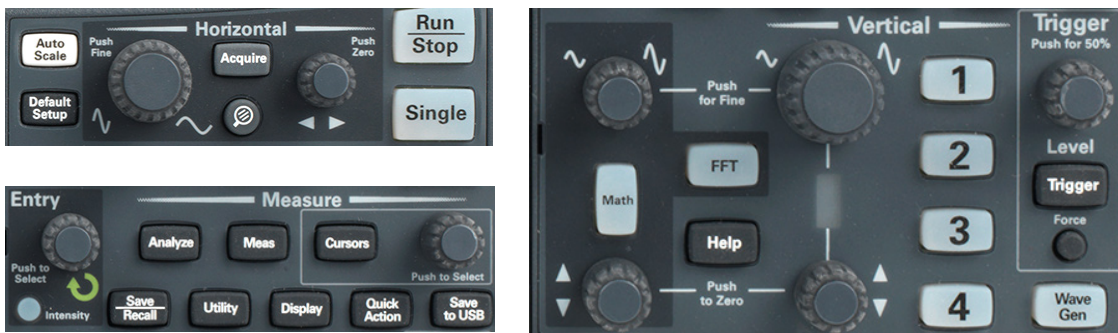 Horizontal
Auto
Scale
Push
Fine
Acquire
Push
Zero
Run
Stop
Default
Setup
Single
Entry
Measure
Analyze
Meas
Cursors
Push to
Select
Push to Select
Intensity
Save
Recall
Utility
Display
Quick
Action
Save
to USB
Vertical
Trigger
Push for 50%
Push
for Fine
1
FFT
2
Level
Math
Trigger
Help
3
Force
Push
to Zero
4
Wave
Gen